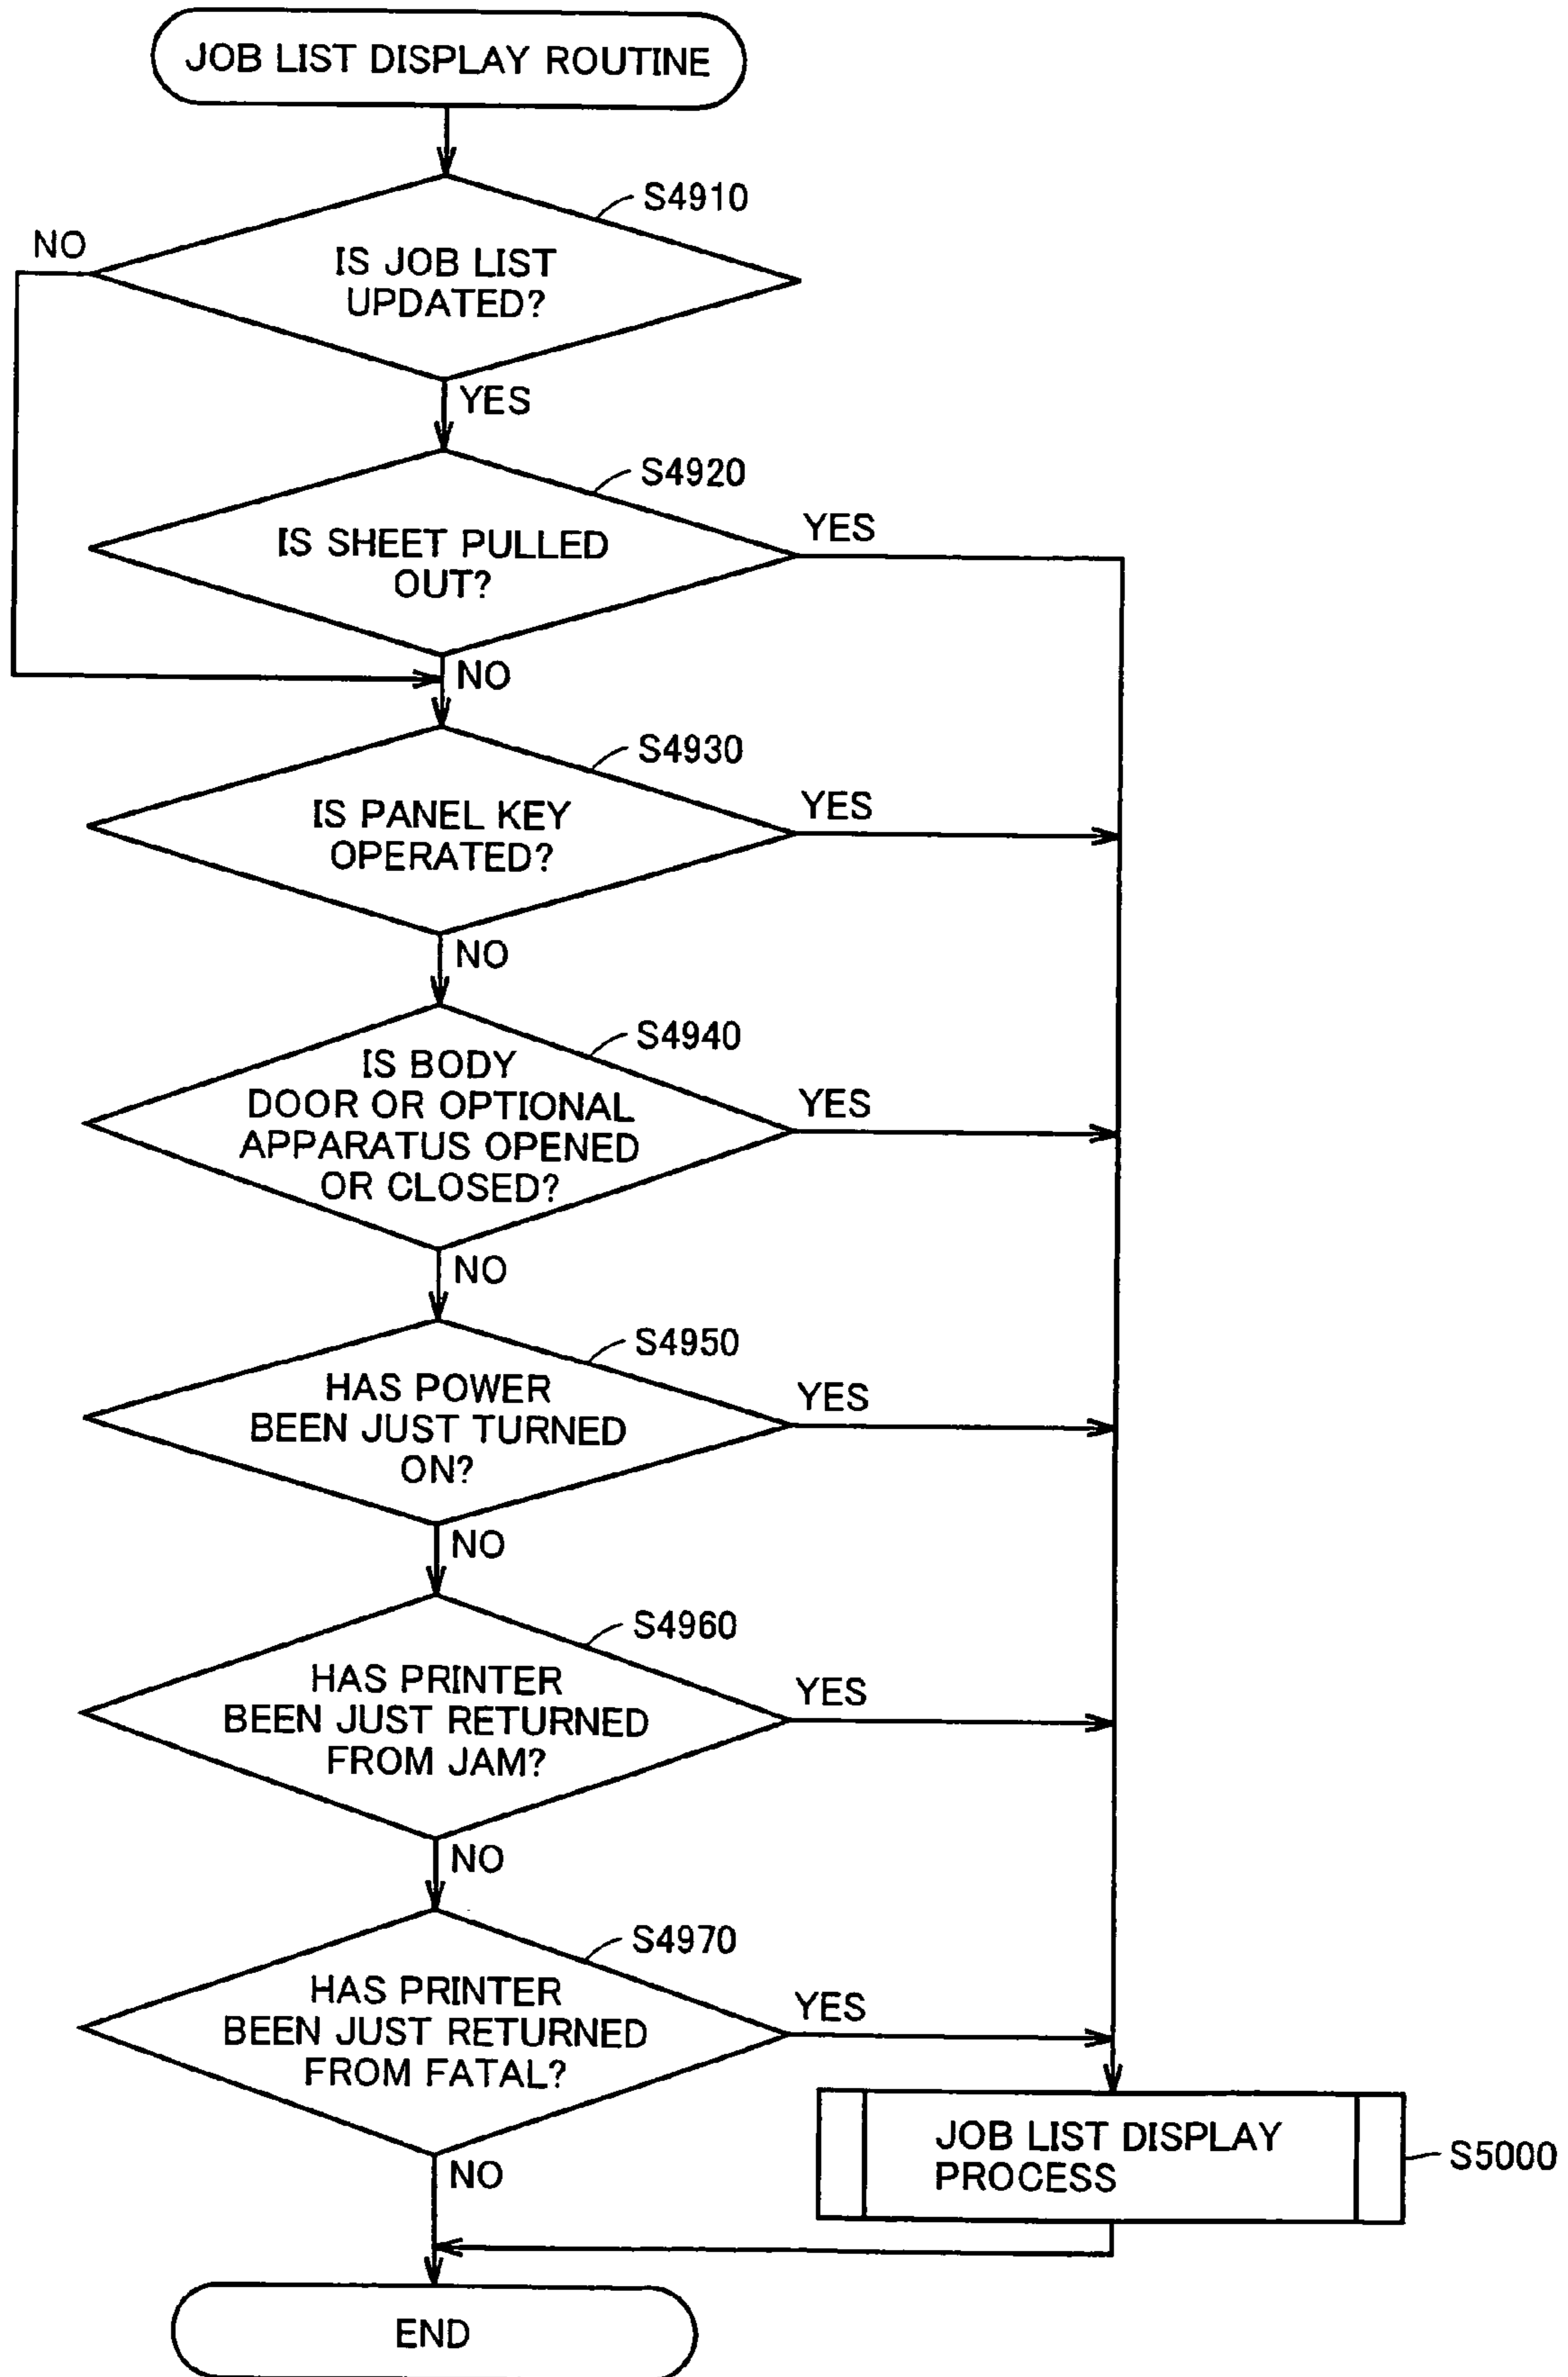 JOB LIST DISPLAY ROUTINE
S4910
NO
IS JOB LIST
UPDATED?
YES
S4920
IS SHEET PULLED
OUT?
YES
NO
S4930
IS PANEL KEY
OPERATED?
YES
NO
S4940
IS BODY
DOOR OR OPTIONAL
APPARATUS OPENED
OR CLOSED?
YES
NO
S4950
HAS POWER
BEEN JUST TURNED
ON?
YES
NO
S4960
HAS PRINTER
BEEN JUST RETURNED
FROM JAM?
YES
NO
S4970
HAS PRINTER
BEEN JUST RETURNED
FROM FATAL?
YES
NO
JOB LIST DISPLAY
PROCESS
S5000
END